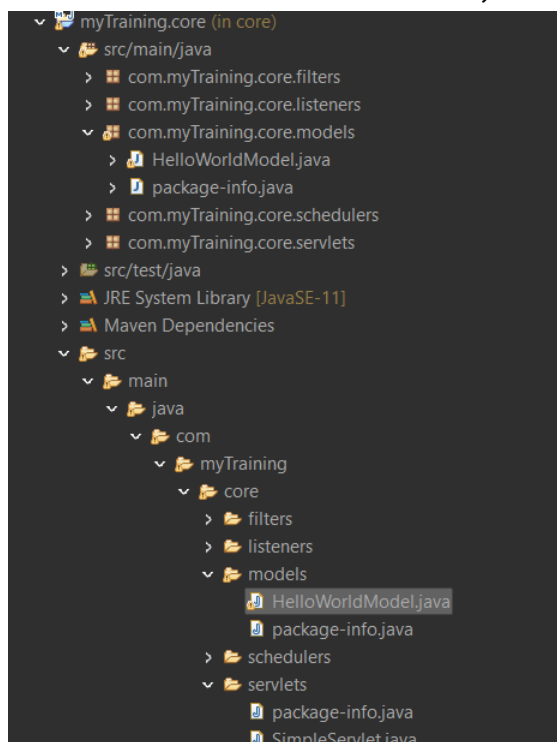 myTraining.core (in core)
src/main/java
com.myTraining.core.filters
com.myTraining.core.listeners
com.myTraining.core.models
HelloWorldModel.java
package-info.java
com.myTraining.core.schedulers
com.myTraining.core.servlets
src/test/java
JRE System Library [JavaSE-11]
Maven Dependencies
src
main
java
com
myTraining
core
filters
listeners
models
HelloWorldModel.java
package-info.java
schedulers
servlets
package-info.java
SimpleServlet.java